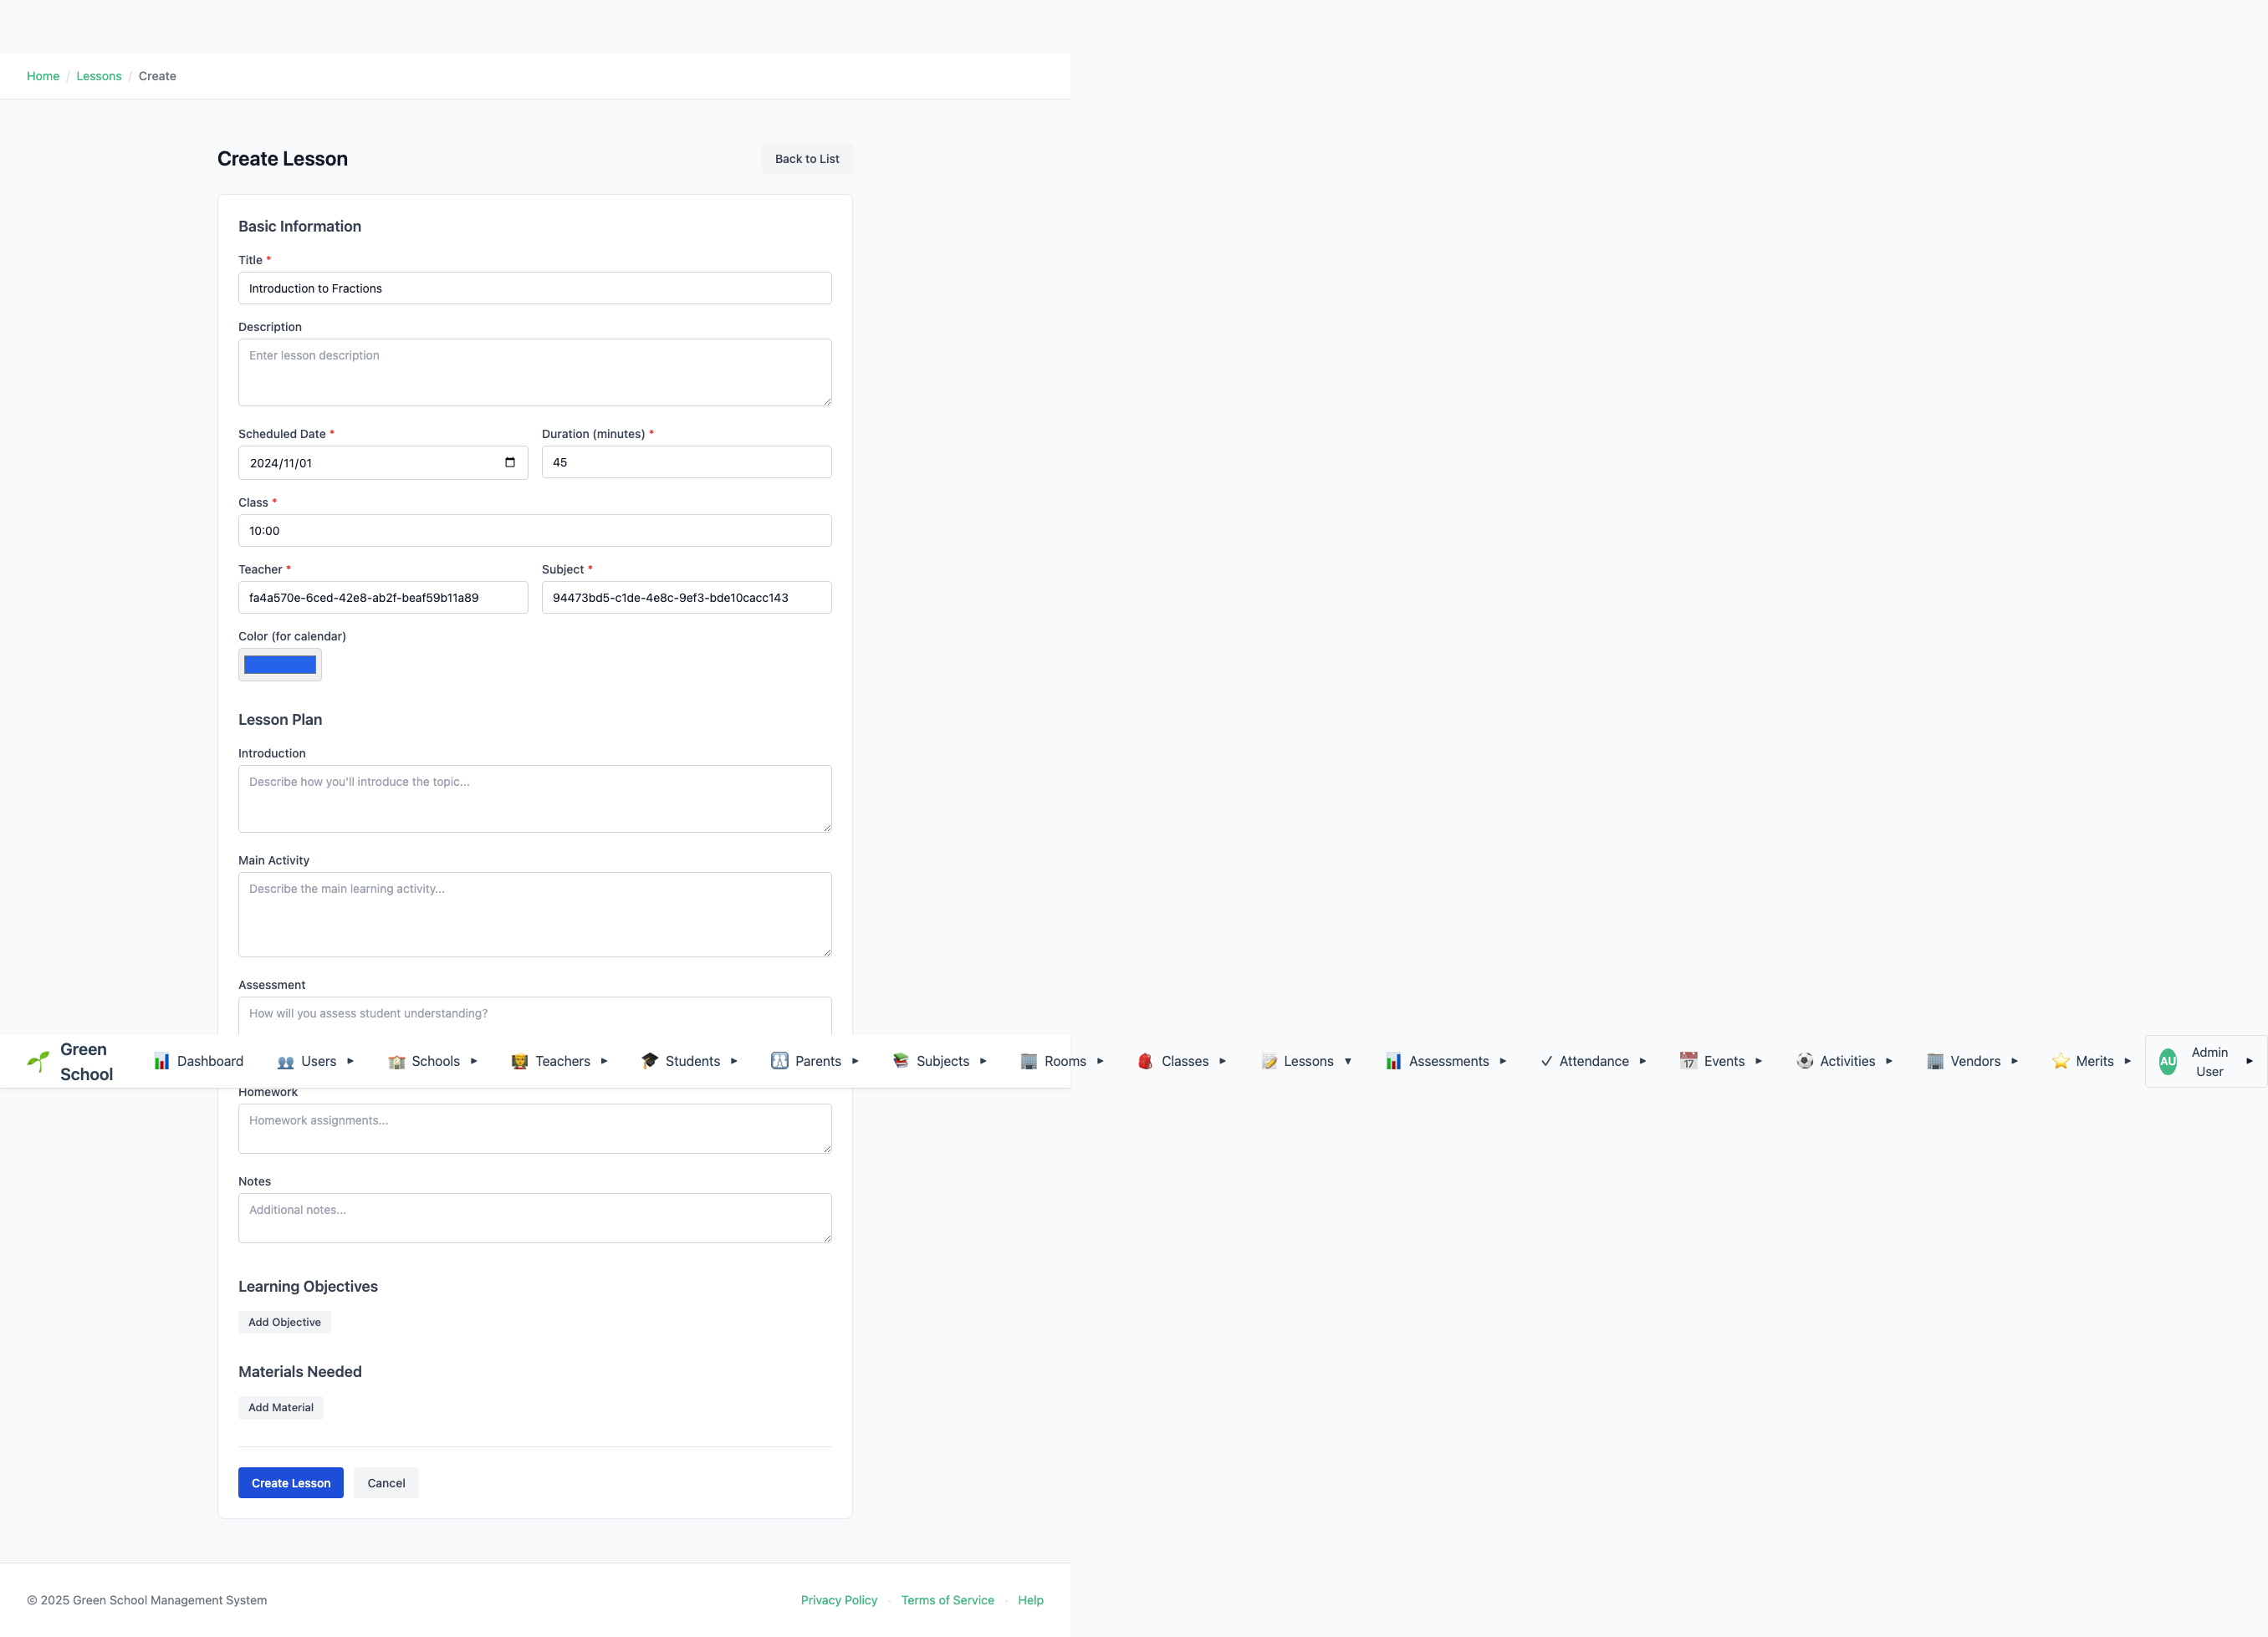 Home / Lessons / Create
Create Lesson
Back to List
Basic Information
Title *
Introduction to Fractions
Description
Enter lesson description
Scheduled Date *
Duration (minutes) *
2024/11/01
45
Class *
10:00
Teacher *
Subject *
fa4a570e-6ced-42e8-ab2f-beaf59b11a89
94473bd5-c1de-4e8c-9ef3-bde10cacc143
Color (for calendar)
Lesson Plan
Introduction
Describe how you'll introduce the topic...
Main Activity
Describe the main learning activity...
Assessment
How will you assess student understanding?
Green
School
Dashboard
Users
Schools
Teachers
Students
Parents
Subjects
Rooms
Classes
Lessons
Assessments
Attendance
Events
Activities
Vendors
Merits
AU
Admin
User
Homework
Homework assignments...
Notes
Additional notes...
Learning Objectives
Add Objective
Materials Needed
Add Material
Create Lesson
Cancel
© 2025 Green School Management System
Privacy Policy · Terms of Service · Help